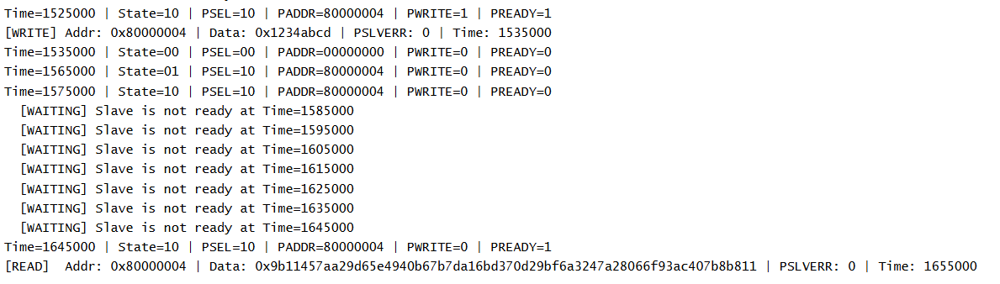 Time=1525000 | State=10 | PSEL=10 | PADDR=80000004 | PWRITE=1 | PREADY=1
[WRITE] Addr: 0x80000004 | Data: 0x1234abcd | PSLVERR: 0 | Time: 1535000
Time=1535000 | State=00 | PSEL=00 | PADDR=00000000 | PWRITE=0 | PREADY=0
Time=1565000 | State=01 | PSEL=10 | PADDR=80000004 | PWRITE=0 | PREADY=0
Time=1575000 | State=10 | PSEL=10 | PADDR=80000004 | PWRITE=0 | PREADY=0
[WAITING] Slave is not ready at Time=1585000
[WAITING] Slave is not ready at Time=1595000
[WAITING] Slave is not ready at Time=1605000
[WAITING] Slave is not ready at Time=1615000
[WAITING] Slave is not ready at Time=1625000
[WAITING] Slave is not ready at Time=1635000
[WAITING] Slave is not ready at Time=1645000
Time=1645000 | State=10 | PSEL=10 | PADDR=80000004 | PWRITE=0 | PREADY=1
[READ]  Addr: 0x80000004 | Data: 0x9b11457aa29d65e4940b67b7da16bd370d29bf6a3247a28066f93ac407b8b811 | PSLVERR: 0 | Time: 1655000